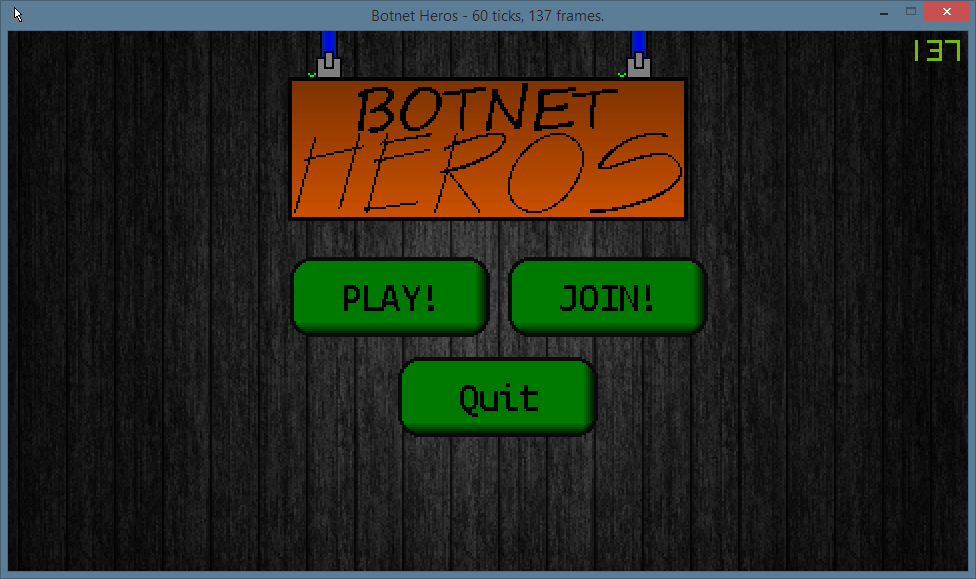 Botnet Heros - 60 ticks, 137 frames.
137
BOTNET
HEROS
PLAY! JOIN!
Quit